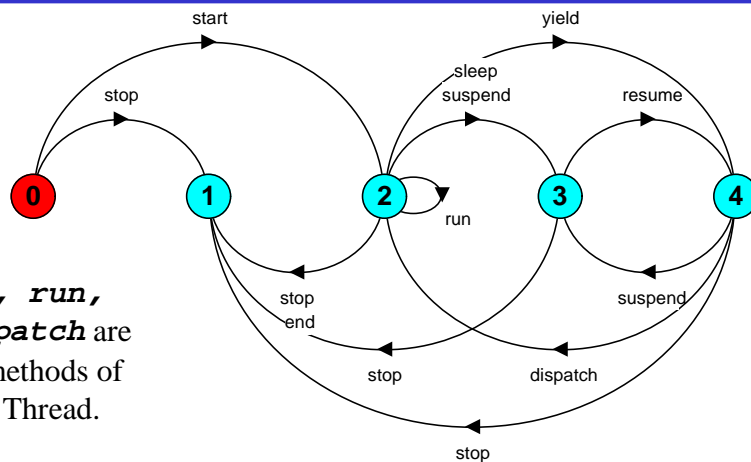 start
yield
sleep
stop
suspend
resume
0
1
2
3
4
run
, run,
stop
suspend
end
patch are
stop
dispatch
nethods of
Thread.
stop